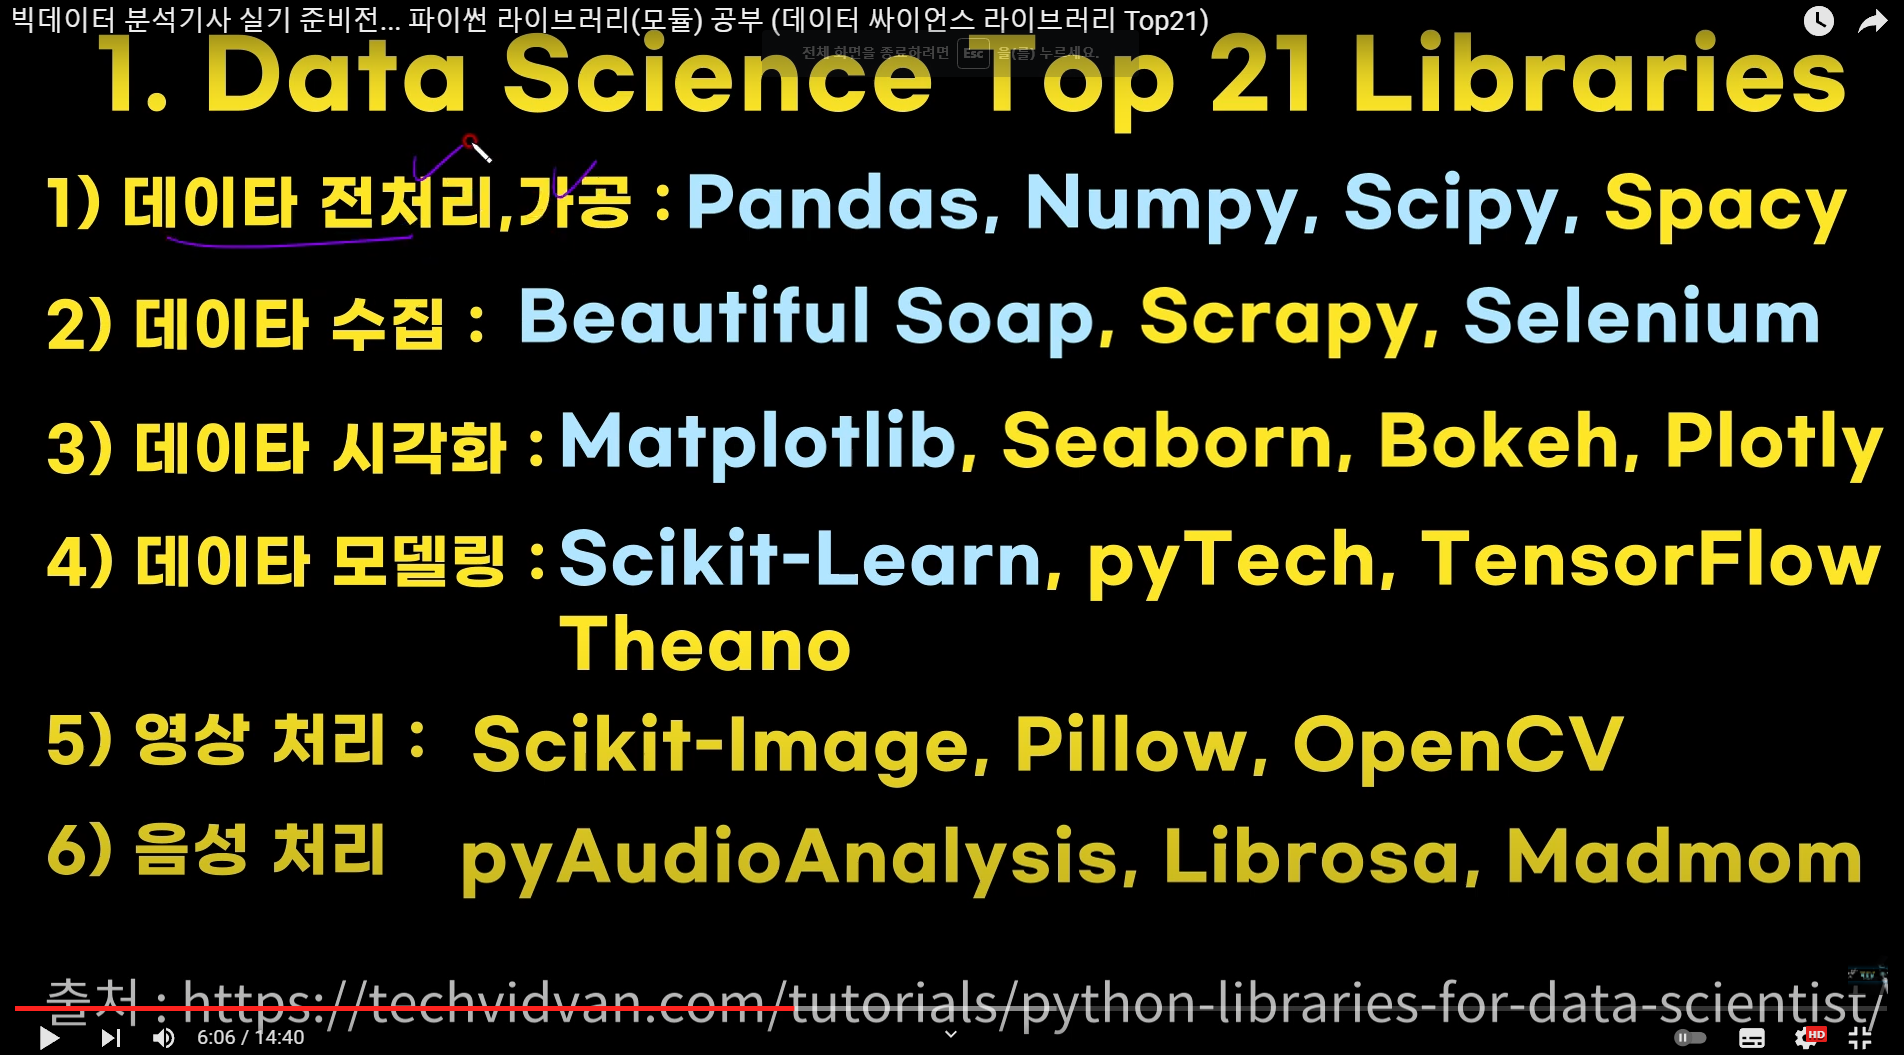 빅데이터 분석기사 실기 준비전... 파이썬 라이브러리(모듈) 공부 (데이터 싸이언스 라이브러리 Top21)
전체 화면을 종료하려면 Esc 을(를) 누르세요.
1. Data Science Top 21 Libraries
1) 데이타 전처리,가공 : Pandas, Numpy, Scipy, Spacy
2) 데이타 수집 : Beautiful Soap, Scrapy, Selenium
3) 데이타 시각화 : Matplotlib, Seaborn, Bokeh, Plotly
4) 데이타 모델링 : Scikit-Learn, pyTech, TensorFlow
Theano
5) 영상 처리 : Scikit-Image, Pillow, OpenCV
6) 음성 처리 pyAudioAnalysis, Librosa, Madmom
출처 : https://techvidvan.com/tutorials/python-libraries-for-data-scientist/
6:06 / 14:40
HD